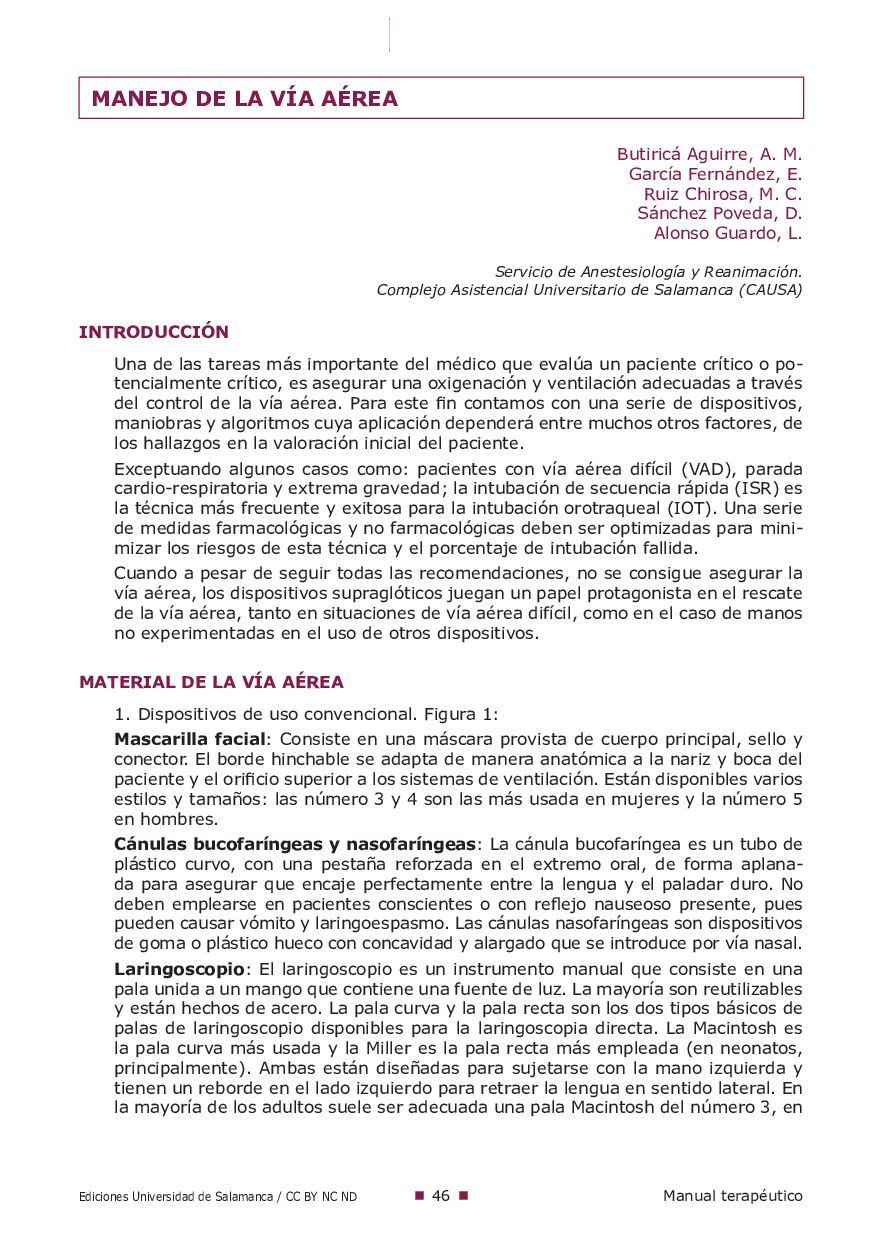 MANEJO DE LA VÍA AÉREA
Butiricá Aguirre, A. M.
García Fernández, E.
Ruiz Chirosa, M. C.
Sánchez Poveda, D.
Alonso Guardo, L.
Servicio de Anestesiología y Reanimación.
Complejo Asistencial Universitario de Salamanca (CAUSA)
INTRODUCCIÓN
Una de las tareas más importante del médico que evalúa un paciente crítico o po-
tencialmente crítico, es asegurar una oxigenación y ventilación adecuadas a través
del control de la vía aérea. Para este fin contamos con una serie de dispositivos,
maniobras y algoritmos cuya aplicación dependerá entre muchos otros factores, de
los hallazgos en la valoración inicial del paciente.
Exceptuando algunos casos como: pacientes con vía aérea difícil (VAD), parada
cardio-respiratoria y extrema gravedad; la intubación de secuencia rápida (ISR) es
la técnica más frecuente y exitosa para la intubación orotraqueal (IOT). Una serie
de medidas farmacológicas y no farmacológicas deben ser optimizadas para mini-
mizar los riesgos de esta técnica y el porcentaje de intubación fallida.
Cuando a pesar de seguir todas las recomendaciones, no se consigue asegurar la
vía aérea, los dispositivos supraglóticos juegan un papel protagonista en el rescate
de la vía aérea, tanto en situaciones de vía aérea difícil, como en el caso de manos
no experimentadas en el uso de otros dispositivos.
MATERIAL DE LA VÍA AÉREA
1. Dispositivos de uso convencional. Figura 1:
Mascarilla facial: Consiste en una máscara provista de cuerpo principal, sello y
conector. El borde hinchable se adapta de manera anatómica a la nariz y boca del
paciente y el orificio superior a los sistemas de ventilación. Están disponibles varios
estilos y tamaños: las número 3 y 4 son las más usada en mujeres y la número 5
en hombres.
Cánulas bucofaríngeas y nasofaríngeas: La cánula bucofaríngea es un tubo de
plástico curvo, con una pestaña reforzada en el extremo oral, de forma aplana-
da para asegurar que encaje perfectamente entre la lengua y el paladar duro. No
deben emplearse en pacientes conscientes o con reflejo nauseoso presente, pues
pueden causar vómito y laringoespasmo. Las cánulas nasofaríngeas son dispositivos
de goma o plástico hueco con concavidad y alargado que se introduce por vía nasal.
Laringoscopio: El laringoscopio es un instrumento manual que consiste en una
pala unida a un mango que contiene una fuente de luz. La mayoría son reutilizables
y están hechos de acero. La pala curva y la pala recta son los dos tipos básicos de
palas de laringoscopio disponibles para la laringoscopia directa. La Macintosh es
la pala curva más usada y la Miller es la pala recta más empleada (en neonatos,
principalmente). Ambas están diseñadas para sujetarse con la mano izquierda y
tienen un reborde en el lado izquierdo para retraer la lengua en sentido lateral. En
la mayoría de los adultos suele ser adecuada una pala Macintosh del número 3, en
Ediciones Universidad de Salamanca / CC BY NC ND
■ 46 ■
Manual terapéutico